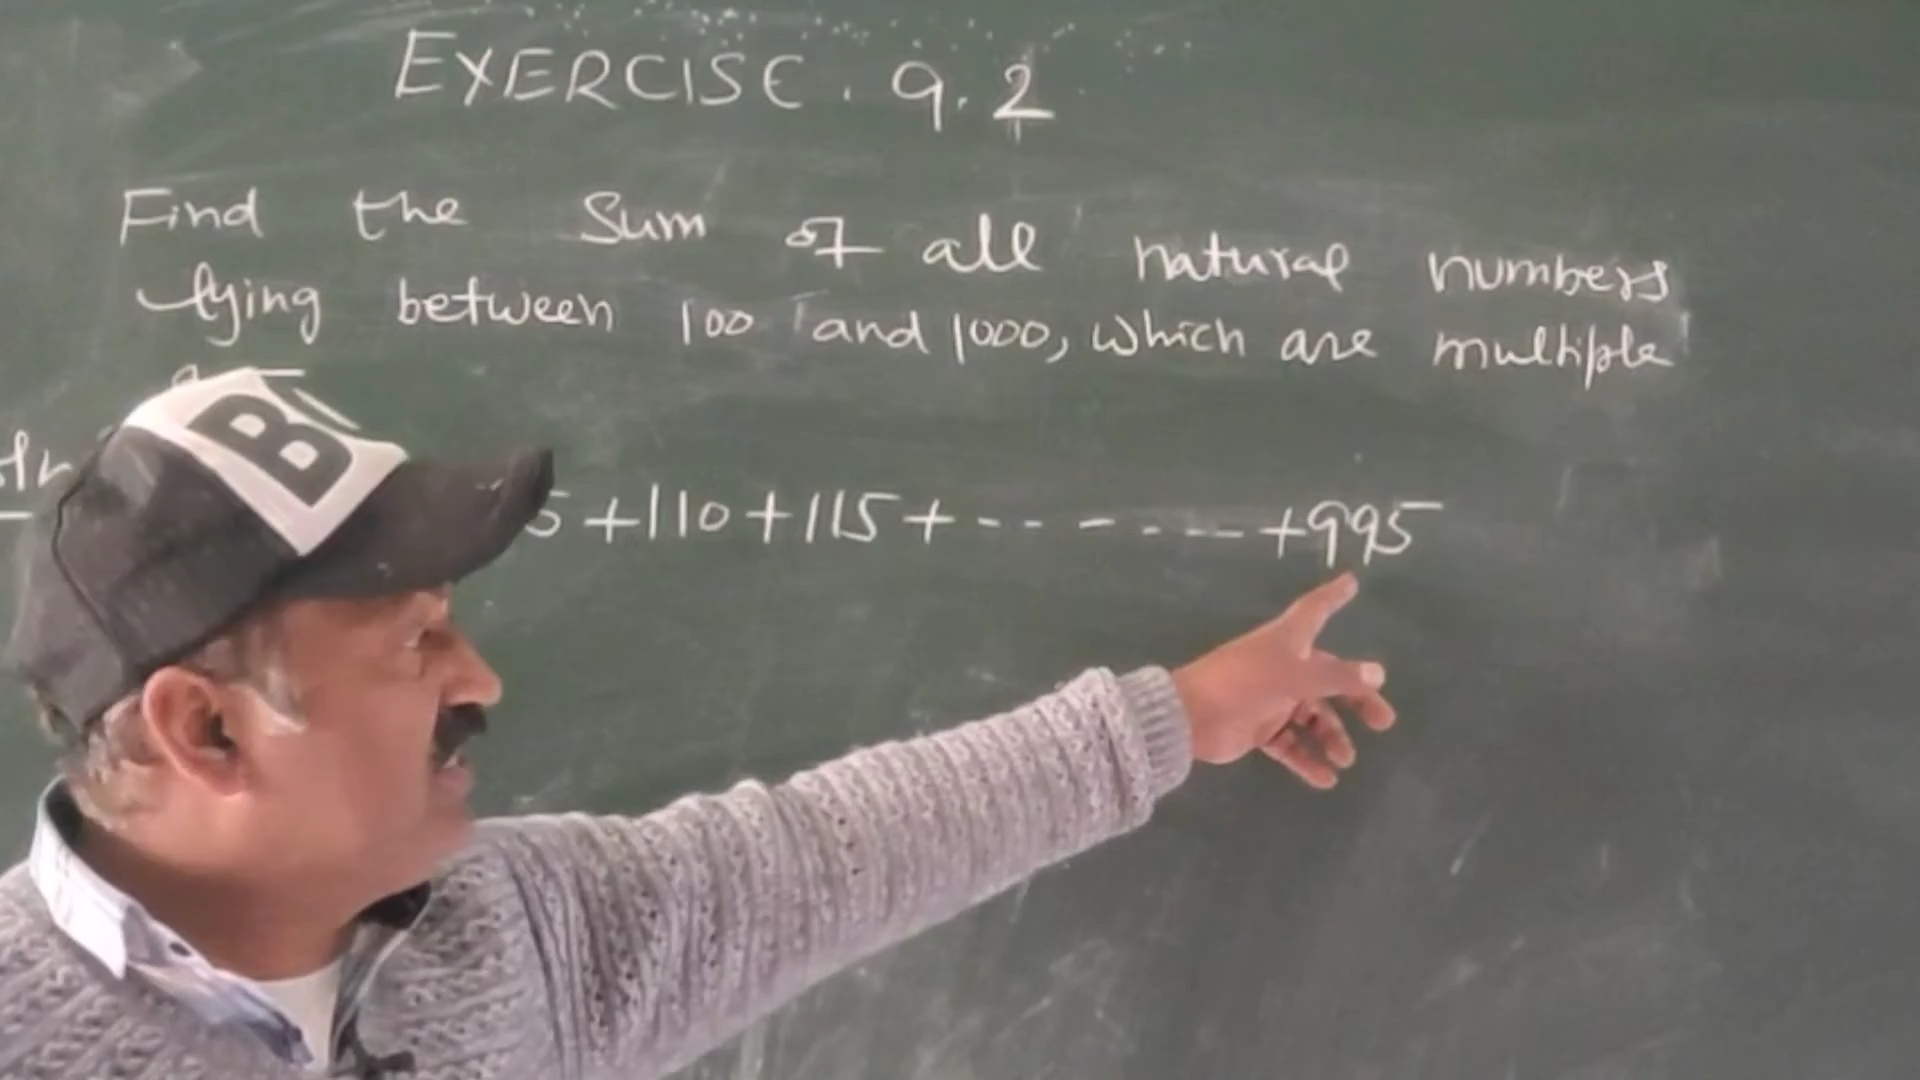 EXERCISE. 9.2
Find the Sum of all natural numbers
lying between 100 and 1000, which are multiple
5 +110+115+-- - - -- +995
B